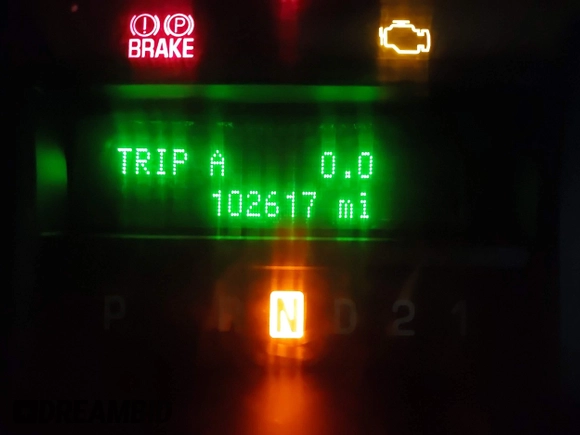 (!) (P)
BRAKE
TRIP A 0.0
102617 mi
P R N D 2 1